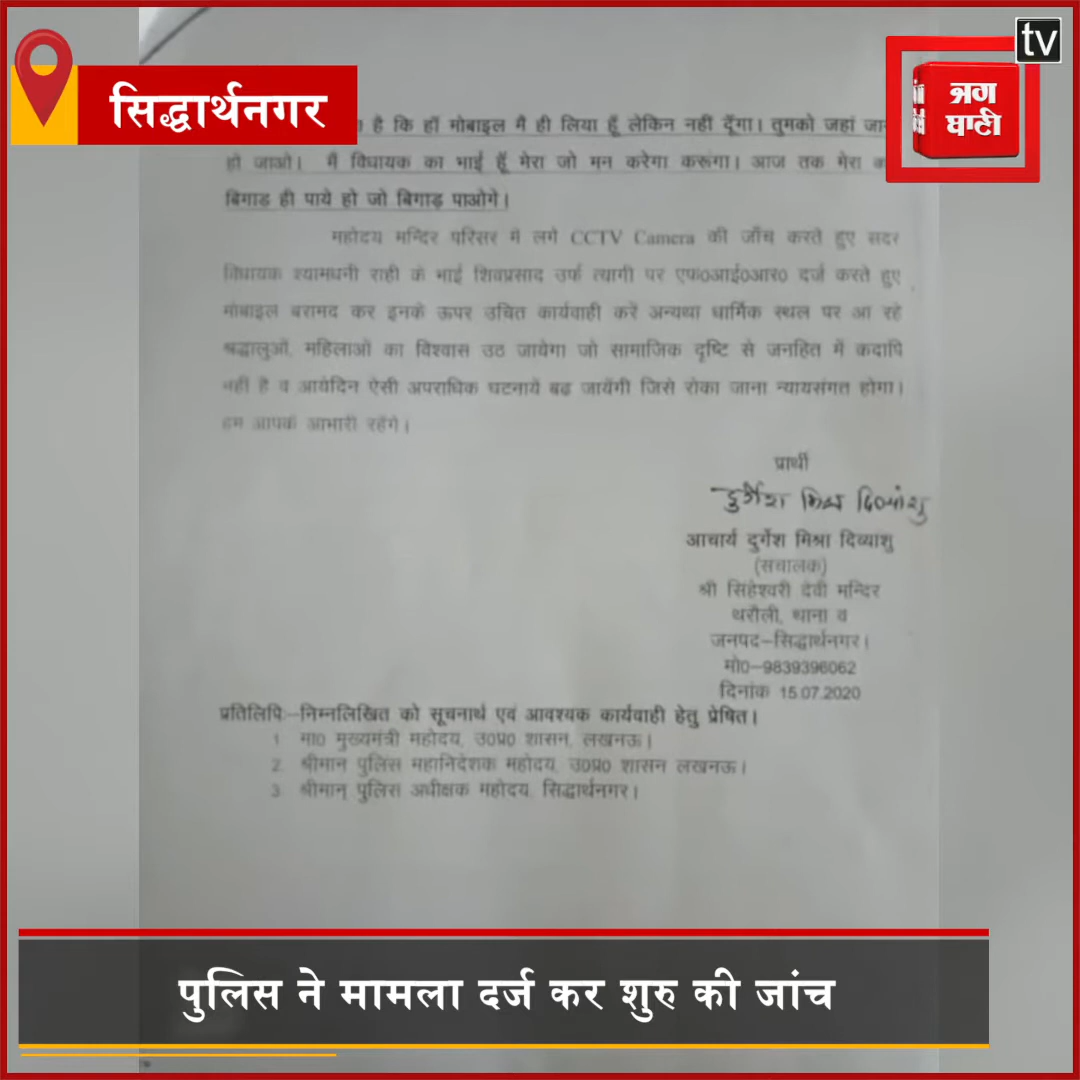 tv
सिद्धार्थनगर
है कि हॉ मोबाइल मैं ही लिया हूँ लेकिन नहीं दूँगा। तुमको जहां
हो जाओ। मैं विधायक का भाई हूँ मेरा जो मन करेगा करूंगा। आज तक मेरा
बिगाड ही पाये हो जो बिगाड़ पाओगे।
महोदय मन्दिर परिसर में लगे CCTV Camera की जाँच करते हुए सदर
विधायक श्यामधनी राही के भाई शिवप्रसाद उर्फ त्यागी पर एफ0आई0आर0 दर्ज करते हुए
मोबाइल बरामद कर इनके ऊपर उचित कार्यवाही करें अन्यथा धार्मिक स्थल पर आ रहे
श्रद्धालुओं, महिलाओं का विश्वास उठ जायेगा जो सामाजिक दृष्टि से जनहित में कदापि
नहीं है व आयेदिन ऐसी अपराधिक घटनायें बढ जायेंगी जिसे रोका जाना न्यायसंगत होगा।
हम आपके आभारी रहेंगे।
प्रार्थी
दुर्गेश मिश्र दिव्यांशु
आचार्य दुर्गेश मिश्रा दिव्याशु
(सचालक)
श्री सिंहेश्वरी देवी मन्दिर
थरौली, थाना व
जनपद–सिद्धार्थनगर।
मो0–9839396062
दिनांक 15.07.2020
प्रतिलिपिः–निम्नलिखित को सूचनार्थ एवं आवश्यक कार्यवाही हेतु प्रेषित।
1 मा0 मुख्यमंत्री महोदय, उ0प्र0 शासन, लखनऊ।
2. श्रीमान पुलिस महानिदेशक महोदय, उ0प्र0 शासन लखनऊ।
3. श्रीमान् पुलिस अधीक्षक महोदय, सिद्धार्थनगर।
पुलिस ने मामला दर्ज कर शुरु की जांच